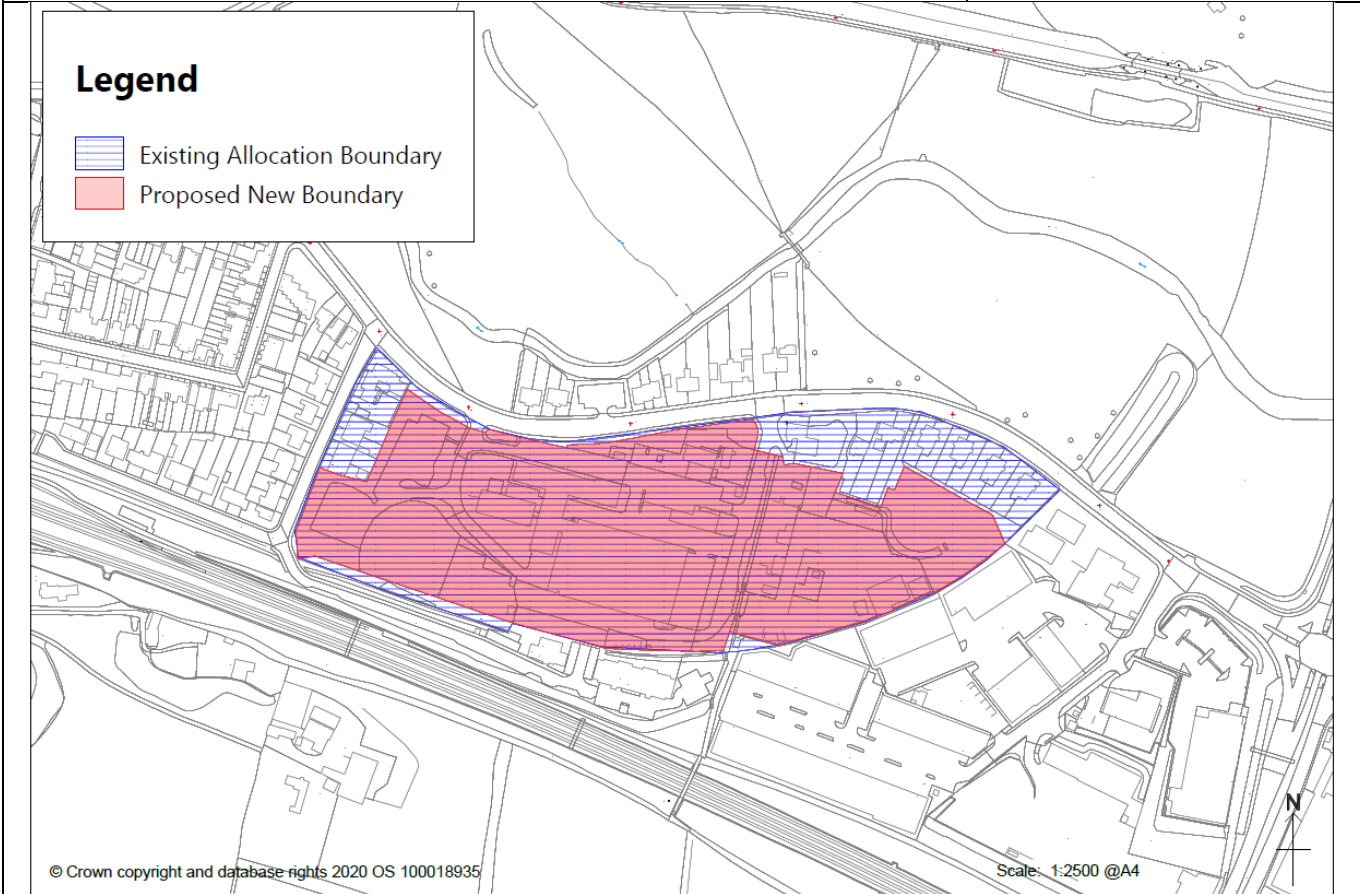 Legend
Existing Allocation Boundary
Proposed New Boundary
N
© Crown copyright and database rights 2020 OS 100018935
Scale: 1:2500 @A4